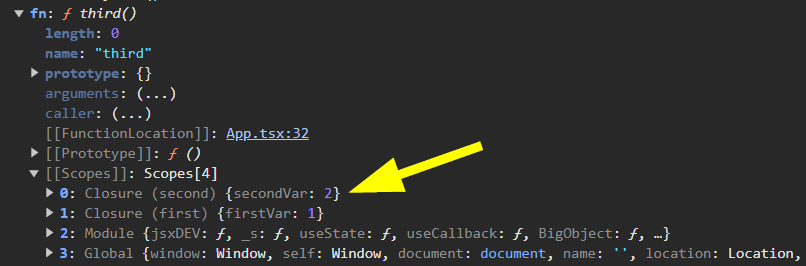 fn: ƒ third()
length: 0
name: "third"
prototype: {}
arguments: (...)
caller: (...)
[[FunctionLocation]]: App.tsx:32
[[Prototype]]: ƒ ()
[[Scopes]]: Scopes[4]
0: Closure (second) {secondVar: 2}
1: Closure (first) {firstVar: 1}
2: Module {jsxDEV: ƒ, _s: ƒ, useState: ƒ, useCallback: ƒ, BigObject: ƒ, …}
3: Global {window: Window, self: Window, document: document, name: '', location: Location,